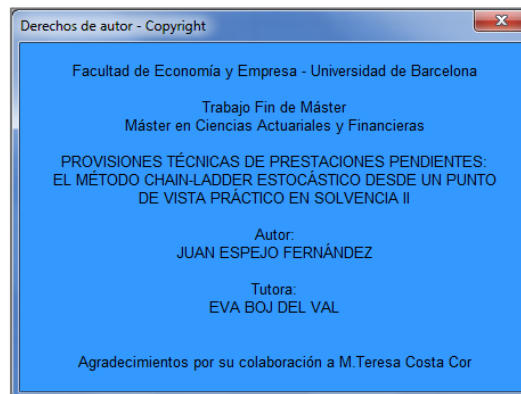 Derechos de autor - Copyright
Facultad de Economía y Empresa - Universidad de Barcelona
Trabajo Fin de Máster
Máster en Ciencias Actuariales y Financieras
PROVISIONES TÉCNICAS DE PRESTACIONES PENDIENTES:
EL MÉTODO CHAIN-LADDER ESTOCÁSTICO DESDE UN PUNTO
DE VISTA PRÁCTICO EN SOLVENCIA II
Autor:
JUAN ESPEJO FERNÁNDEZ
Tutora:
EVA BOJ DEL VAL
Agradecimientos por su colaboración a M.Teresa Costa Cor